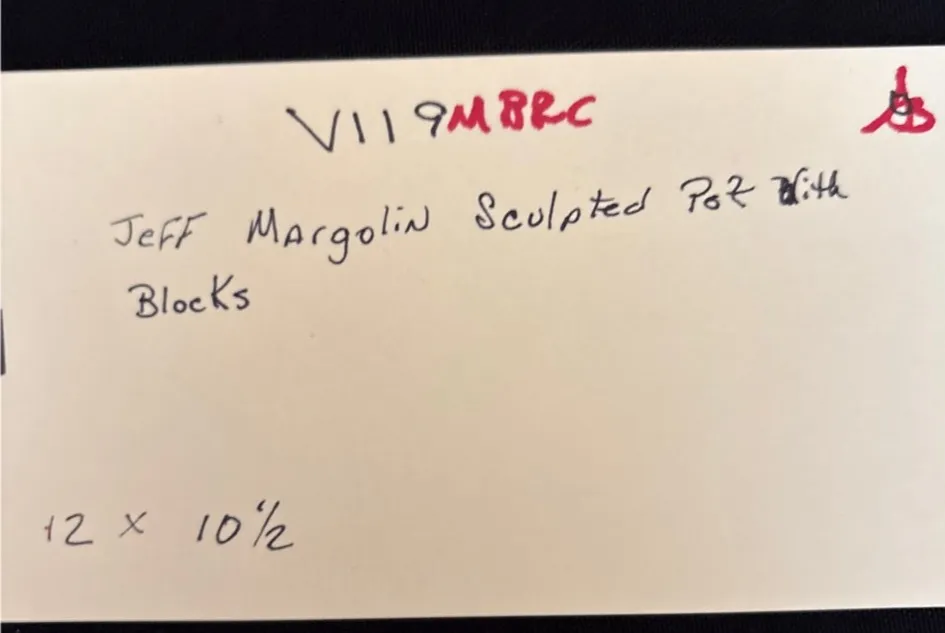 V119MBRC
Jeff Margolin Sculpted Pot With
Blocks
12 x 10½